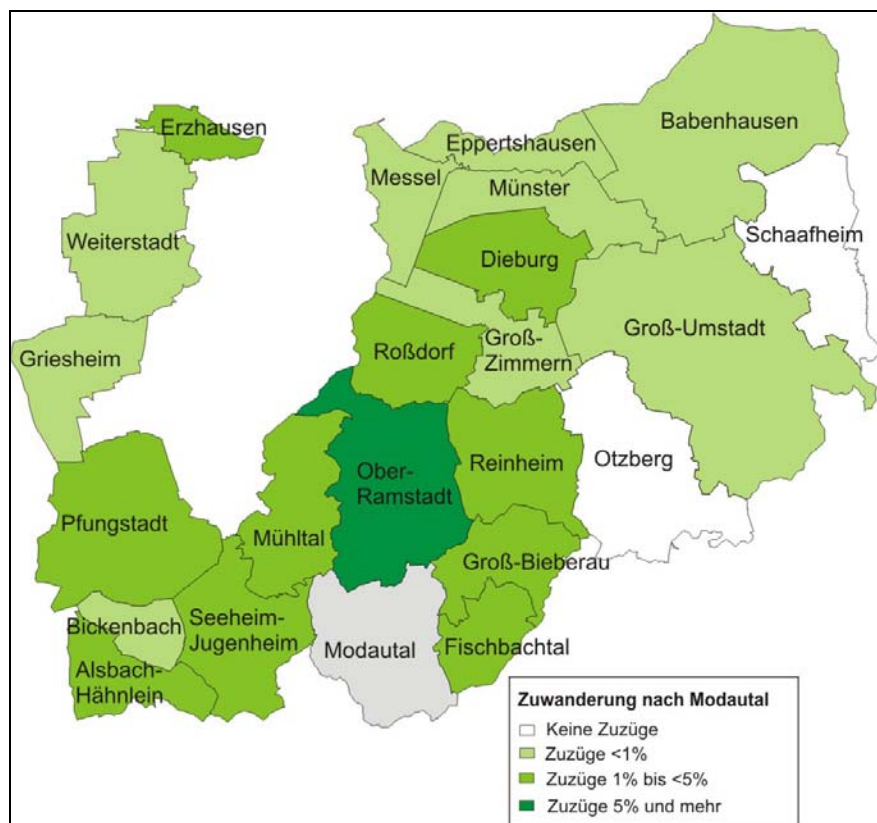 Erzhausen
Babenhausen
Eppertshausen
Messel
Münster
Weiterstadt
Schaafheim
Dieburg
Groß-Umstadt
Griesheim
Roßdorf
Groß-
Zimmern
Ober-
Ramstadt
Reinheim
Otzberg
Pfungstadt
Mühltal
Groß-Bieberau
Bickenbach
Seeheim-
Jugenheim
Modautal
Fischbachtal
Alsbach-
Hähnlein
Zuwanderung nach Modautal
Keine Zuzüge
Zuzüge <1%
Zuzüge 1% bis <5%
Zuzüge 5% und mehr